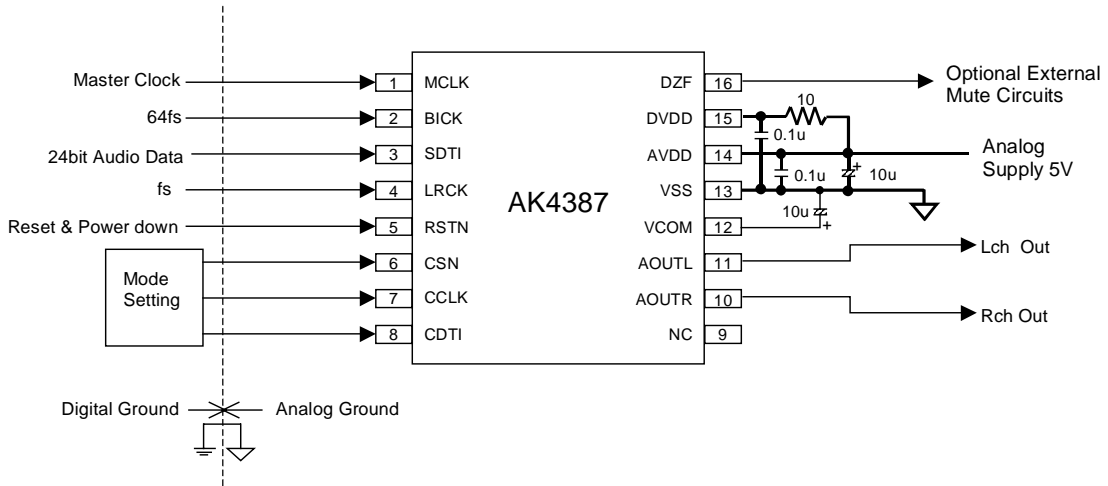 Master Clock
64fs
24bit Audio Data
fs
Reset & Power down
Mode
Setting
1 MCLK
2 BICK
3 SDTI
4 LRCK
5 RSTN
6 CSN
7 CCLK
8 CDTI
AK4387
DZF 16
DVDD 15
AVDD 14
VSS 13
VCOM 12
AOUTL 11
AOUTR 10
NC 9
10
0.1u
0.1u
10u
+
10u
+
Optional External
Mute Circuits
Analog
Supply 5V
Lch Out
Rch Out
Digital Ground
Analog Ground